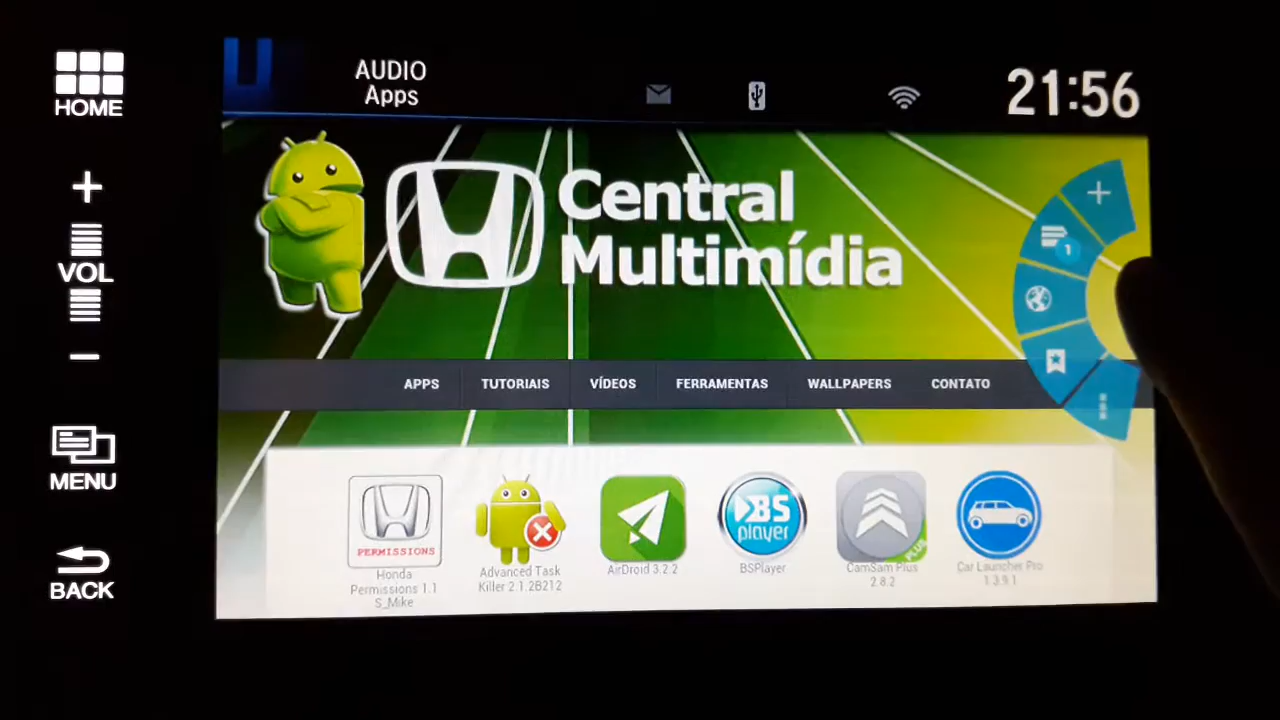 HOME
VOL
MENU
BACK
AUDIO
Apps
21:56
Central
Multimídia
1
APPS
TUTORIAIS
VÍDEOS
FERRAMENTAS
WALLPAPERS
CONTATO
PERMISSIONS
Honda
Permissions 1.1
S_Mike
Advanced Task
Killer 2.1.2B212
AirDroid 3.2.2
BS
player
BSPlayer
PLUS
CamSam Plus
2.8.2
Car Launcher Pro
1.3.9.1